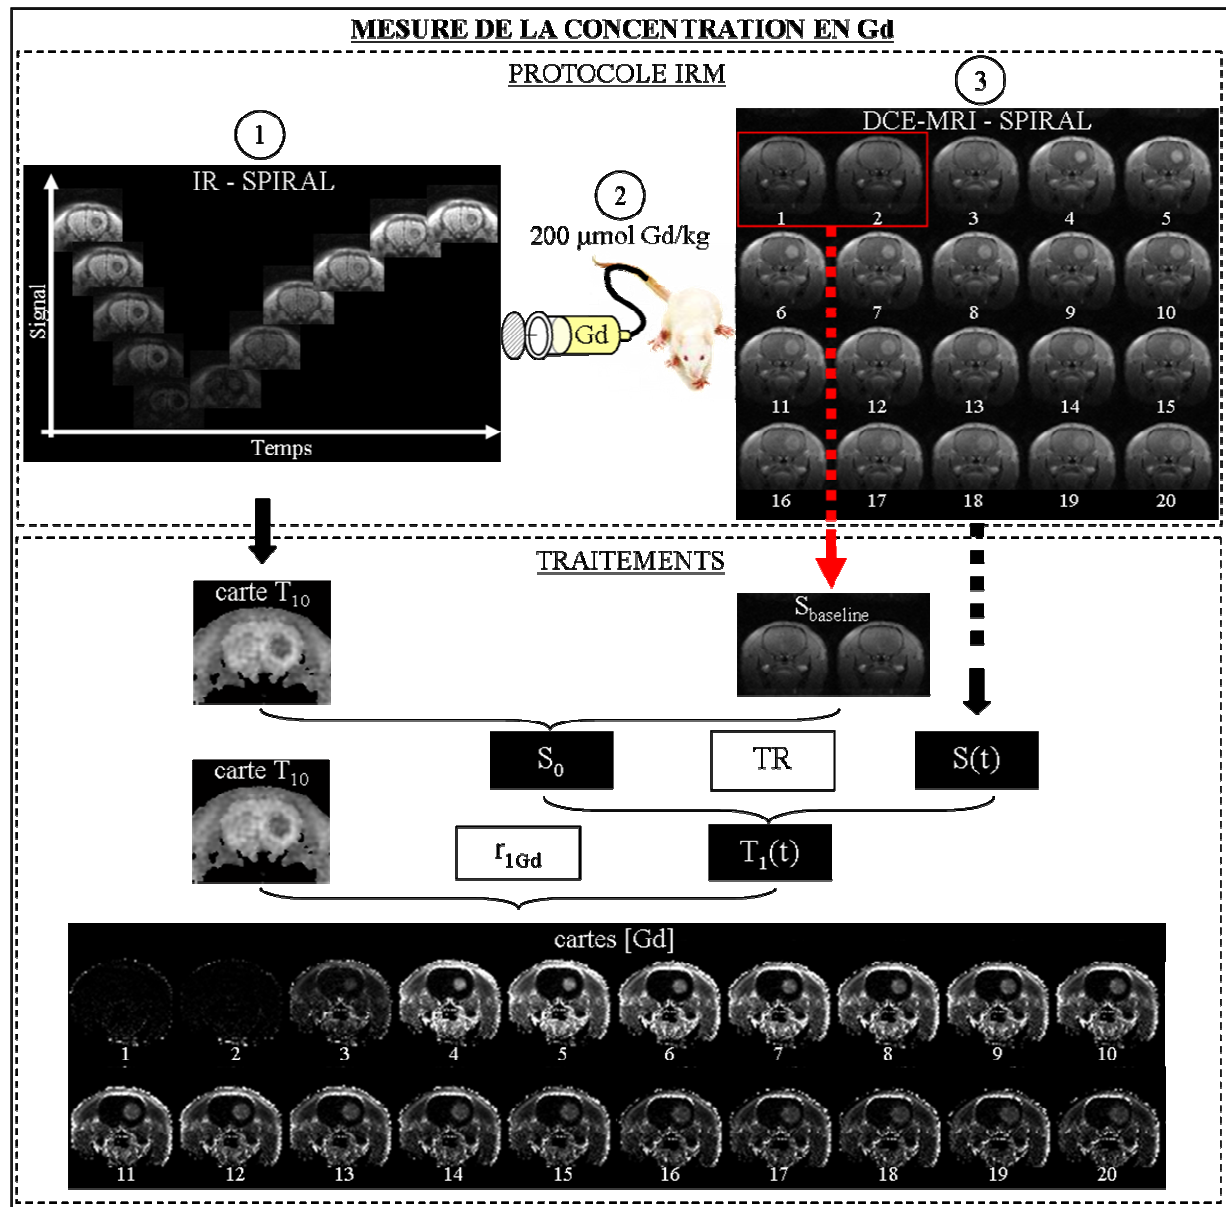 MESURE DE LA CONCENTRATION EN Gd
PROTOCOLE IRM
1
IR - SPIRAL
Signal
Temps
2
200 µmol Gd/kg
Gd
3
DCE-MRI - SPIRAL
1 2 3 4 5
6 7 8 9 10
11 12 13 14 15
16 17 18 19 20
TRAITEMENTS
carte T10
Sbaseline
S0 TR S(t)
carte T10
r1Gd T1(t)
cartes [Gd]
1 2 3 4 5 6 7 8 9 10
11 12 13 14 15 16 17 18 19 20